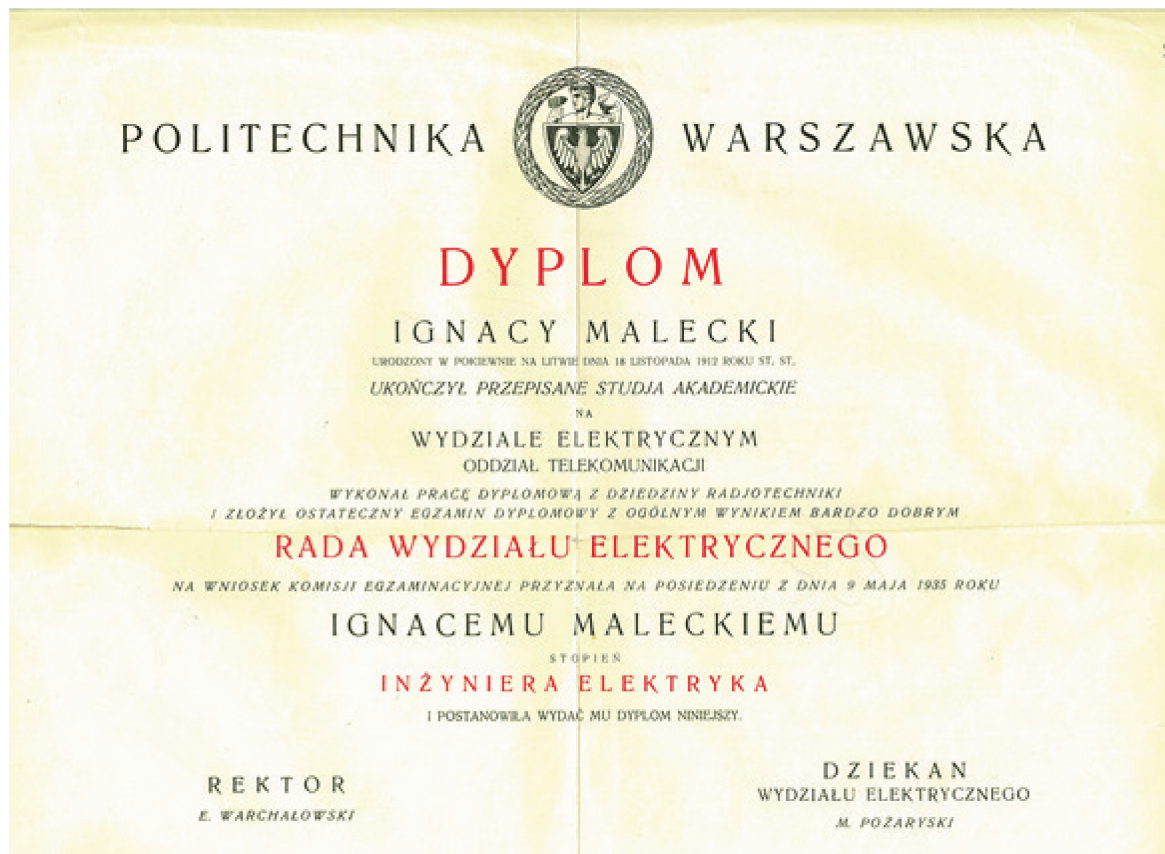 POLITECHNIKA WARSZAWSKA
DYPLOM
IGNACY MALECKI
URODZONY W POKIEWNIE NA LITWIE DNIA 18 LISTOPADA 1912 ROKU ST. ST.
UKOŃCZYŁ PRZEPISANE STUDJA AKADEMICKIE
NA
WYDZIALE ELEKTRYCZNYM
ODDZIAŁ TELEKOMUNIKACJI
WYKONAŁ PRACĘ DYPLOMOWĄ Z DZIEDZINY RADJOTECHNIKI
I ZŁOŻYŁ OSTATECZNY EGZAMIN DYPLOMOWY Z OGÓLNYM WYNIKIEM BARDZO DOBRYM
RADA WYDZIAŁU ELEKTRYCZNEGO
NA WNIOSEK KOMISJI EGZAMINACYJNEJ PRZYZNAŁA NA POSIEDZENIU Z DNIA 9 MAJA 1935 ROKU
IGNACEMU MALECKIEMU
STOPIEŃ
INŻYNIERA ELEKTRYKA
I POSTANOWIŁA WYDAĆ MU DYPLOM NINIEJSZY.
REKTOR
E. WARCHAŁOWSKI
DZIEKAN
WYDZIAŁU ELEKTRYCZNEGO
M. POŻARYSKI